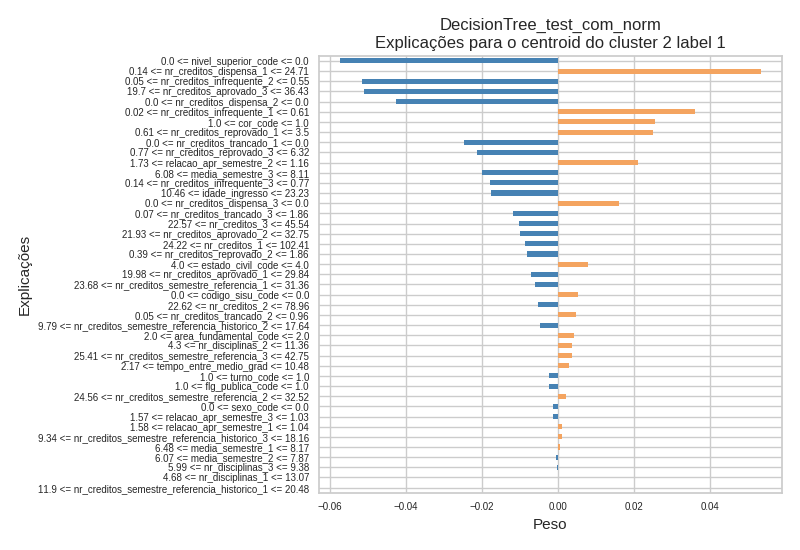 DecisionTree_test_com_norm
Explicações para o centroid do cluster 2 label 1
0.0 <= nivel_superior_code <= 0.0
0.14 <= nr_creditos_dispensa_1 <= 24.71
0.05 <= nr_creditos_infrequente_2 <= 0.55
19.7 <= nr_creditos_aprovado_3 <= 36.43
0.0 <= nr_creditos_dispensa_2 <= 0.0
0.02 <= nr_creditos_infrequente_1 <= 0.61
1.0 <= cor_code <= 1.0
0.61 <= nr_creditos_reprovado_1 <= 3.5
0.0 <= nr_creditos_trancado_1 <= 0.0
0.77 <= nr_creditos_reprovado_3 <= 6.32
1.73 <= relacao_apr_semestre_2 <= 1.16
6.08 <= media_semestre_3 <= 8.11
0.14 <= nr_creditos_infrequente_3 <= 0.77
10.46 <= idade_ingresso <= 23.23
0.0 <= nr_creditos_dispensa_3 <= 0.0
0.07 <= nr_creditos_trancado_3 <= 1.86
22.57 <= nr_creditos_3 <= 45.54
21.93 <= nr_creditos_aprovado_2 <= 32.75
24.22 <= nr_creditos_1 <= 102.41
0.39 <= nr_creditos_reprovado_2 <= 1.86
4.0 <= estado_civil_code <= 4.0
19.98 <= nr_creditos_aprovado_1 <= 29.84
23.68 <= nr_creditos_semestre_referencia_1 <= 31.36
0.0 <= codigo_sisu_code <= 0.0
22.62 <= nr_creditos_2 <= 78.96
0.05 <= nr_creditos_trancado_2 <= 0.96
9.79 <= nr_creditos_semestre_referencia_historico_2 <= 17.64
2.0 <= area_fundamental_code <= 2.0
4.3 <= nr_disciplinas_2 <= 11.36
25.41 <= nr_creditos_semestre_referencia_3 <= 42.75
2.17 <= tempo_entre_medio_grad <= 10.48
1.0 <= turno_code <= 1.0
1.0 <= flg_publica_code <= 1.0
24.56 <= nr_creditos_semestre_referencia_2 <= 32.52
0.0 <= sexo_code <= 0.0
1.57 <= relacao_apr_semestre_3 <= 1.03
1.58 <= relacao_apr_semestre_1 <= 1.04
9.34 <= nr_creditos_semestre_referencia_historico_3 <= 18.16
6.48 <= media_semestre_1 <= 8.17
6.07 <= media_semestre_2 <= 7.87
5.99 <= nr_disciplinas_3 <= 9.38
4.68 <= nr_disciplinas_1 <= 13.07
11.9 <= nr_creditos_semestre_referencia_historico_1 <= 20.48
Explicações
−0.06 −0.04 −0.02 0.00 0.02 0.04
Peso